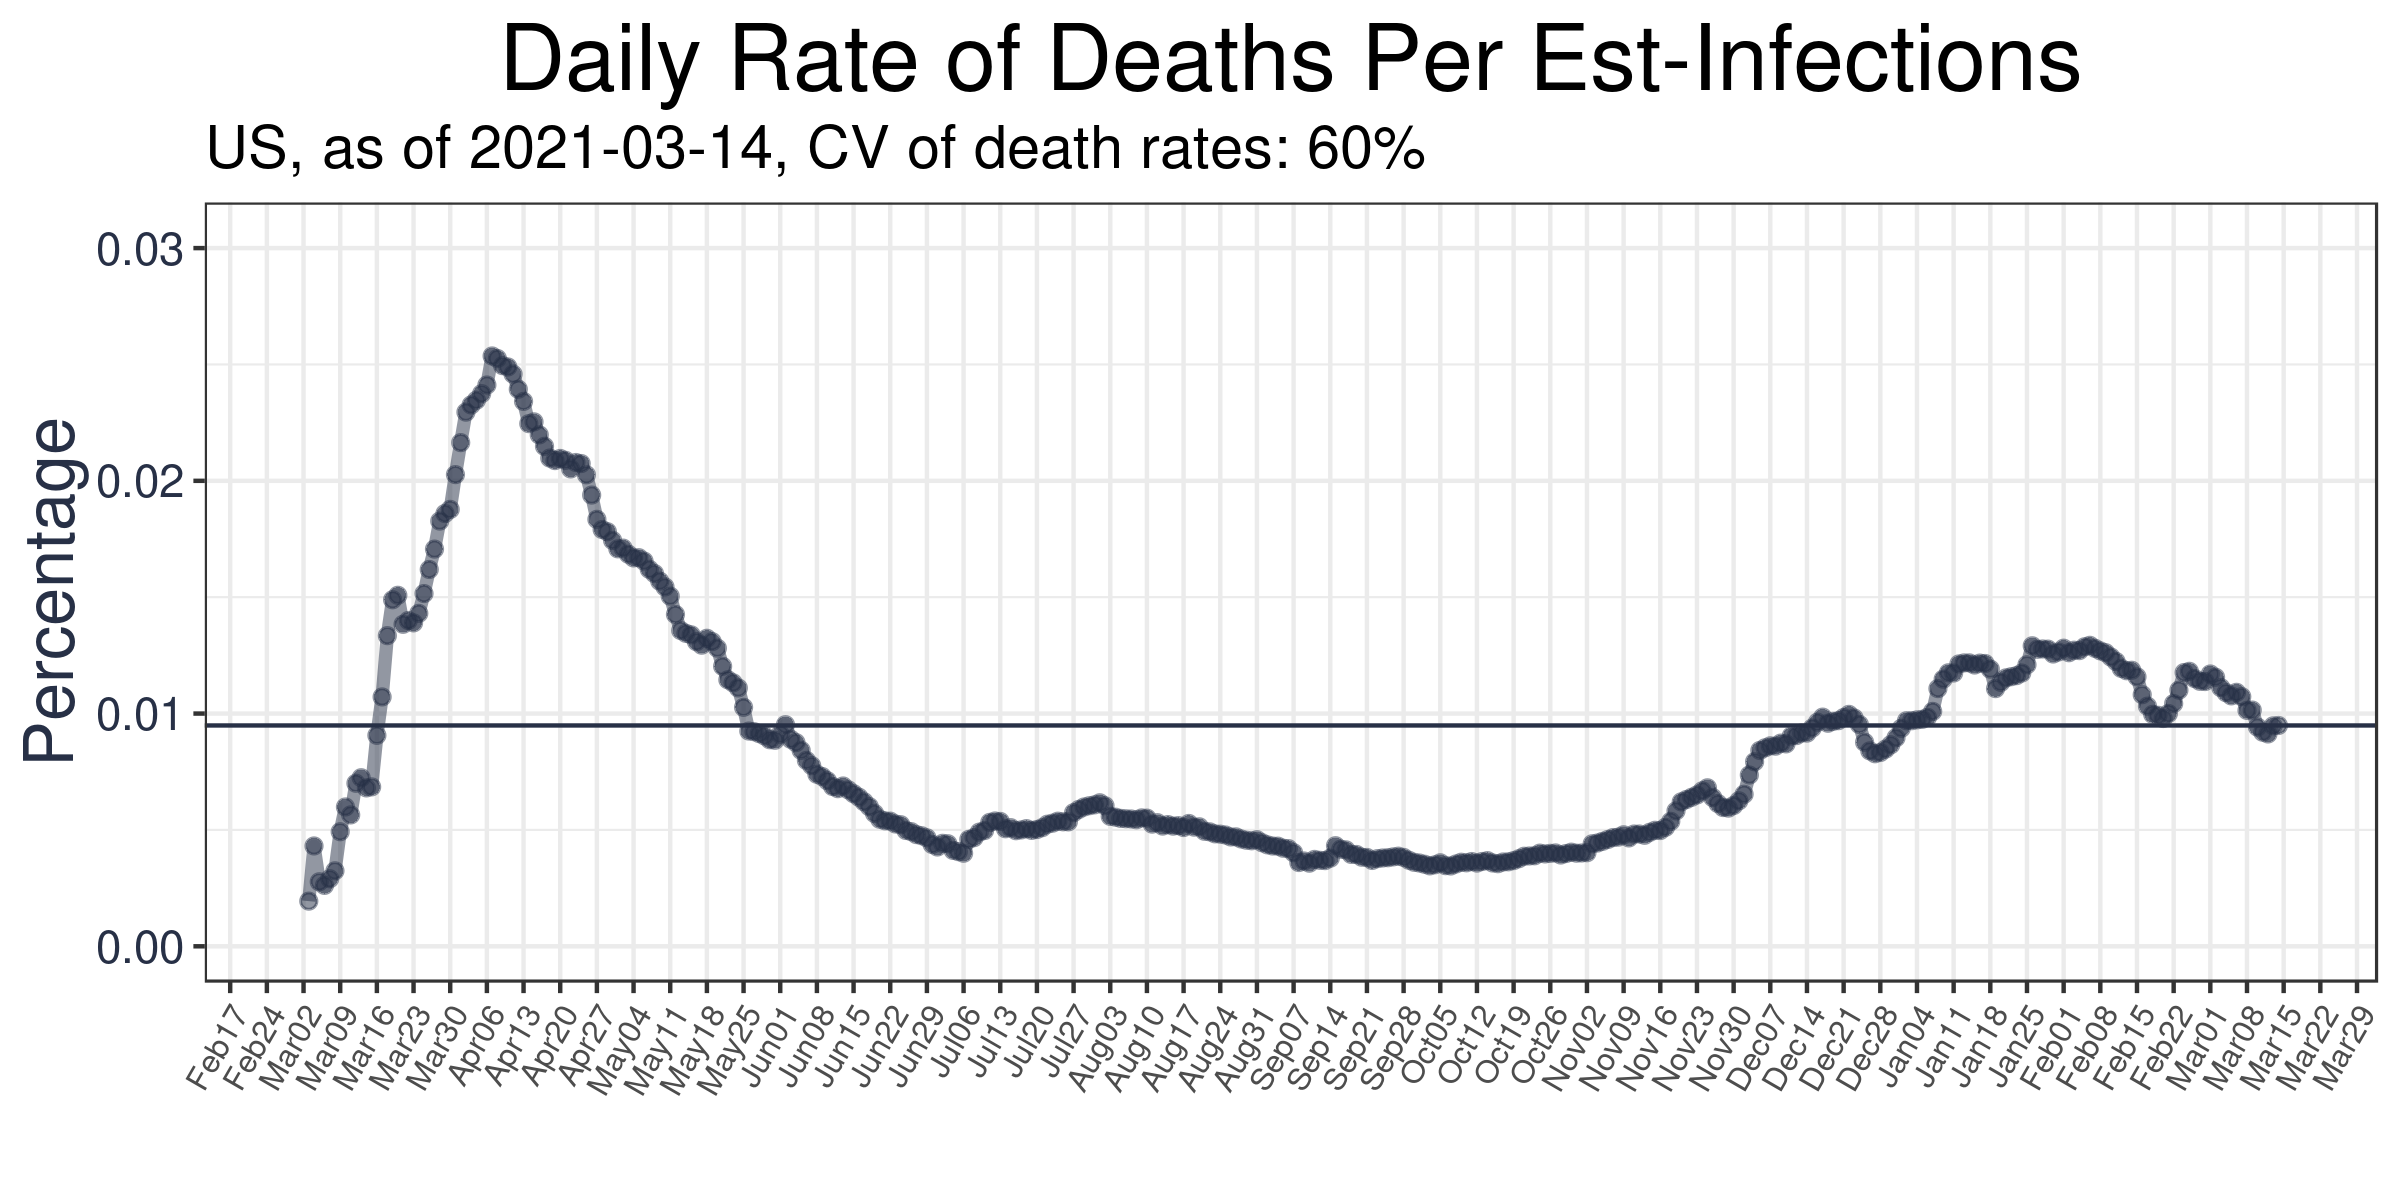 Daily Rate of Deaths Per Est-Infections
US, as of 2021-03-14, CV of death rates: 60%
Percentage
0.03
0.02
0.01
0.00
Feb17
Feb24
Mar02
Mar09
Mar16
Mar23
Mar30
Apr06
Apr13
Apr20
Apr27
May04
May11
May18
May25
Jun01
Jun08
Jun15
Jun22
Jun29
Jul06
Jul13
Jul20
Jul27
Aug03
Aug10
Aug17
Aug24
Aug31
Sep07
Sep14
Sep21
Sep28
Oct05
Oct12
Oct19
Oct26
Nov02
Nov09
Nov16
Nov23
Nov30
Dec07
Dec14
Dec21
Dec28
Jan04
Jan11
Jan18
Jan25
Feb01
Feb08
Feb15
Feb22
Mar01
Mar08
Mar15
Mar22
Mar29